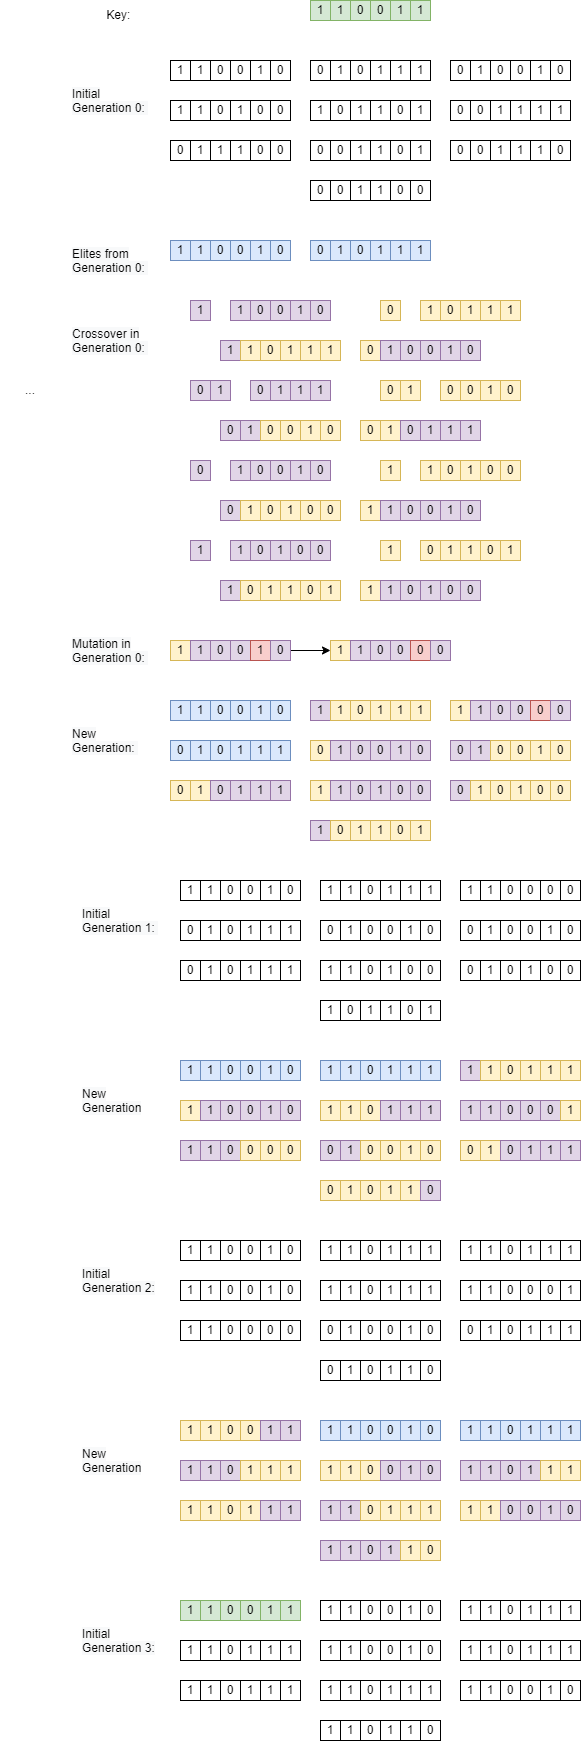 Key: 1 1 0 0 1 1
1 1 0 0 1 0 0 1 0 1 1 1 0 1 0 0 1 0
Initial
Generation 0: 1 1 0 1 0 0 1 0 1 1 0 1 0 0 1 1 1 1
0 1 1 1 0 0 0 0 1 1 0 1 0 0 1 1 1 0
0 0 1 1 0 0
Elites from 1 1 0 0 1 0 0 1 0 1 1 1
Generation 0:
1 1 0 0 1 0 0 1 0 1 1 1
Crossover in
Generation 0: 1 1 0 1 1 1 0 1 0 0 1 0
... 0 1 0 1 1 1 0 1 0 0 1 0
0 1 0 0 1 0 0 1 0 1 1 1
0 1 0 0 1 0 1 1 0 1 0 0
0 1 0 1 0 0 1 1 0 0 1 0
1 1 0 1 0 0 1 0 1 1 0 1
1 0 1 1 0 1 1 1 0 1 0 0
Mutation in 1 1 0 0 1 0 1 1 0 0 0 0
Generation 0:
1 1 0 0 1 0 1 1 0 1 1 1 1 1 0 0 0 0
New
Generation: 0 1 0 1 1 1 0 1 0 0 1 0 0 1 0 0 1 0
0 1 0 1 1 1 1 1 0 1 0 0 0 1 0 1 0 0
1 0 1 1 0 1
1 1 0 0 1 0 1 1 0 1 1 1 1 1 0 0 0 0
Initial
Generation 1: 0 1 0 1 1 1 0 1 0 0 1 0 0 1 0 0 1 0
0 1 0 1 1 1 1 1 0 1 0 0 0 1 0 1 0 0
1 0 1 1 0 1
1 1 0 0 1 0 1 1 0 1 1 1 1 1 0 1 1 1
New
Generation 1 1 0 0 1 0 1 1 0 1 1 1 1 1 0 0 0 1
1 1 0 0 0 0 0 1 0 0 1 0 0 1 0 1 1 1
0 1 0 1 1 0
1 1 0 0 1 0 1 1 0 1 1 1 1 1 0 1 1 1
Initial
Generation 2: 1 1 0 0 1 0 1 1 0 1 1 1 1 1 0 0 0 1
1 1 0 0 0 0 0 1 0 0 1 0 0 1 0 1 1 1
0 1 0 1 1 0
1 1 0 0 1 1 1 1 0 0 1 0 1 1 0 1 1 1
New
Generation 1 1 0 1 1 1 1 1 0 0 1 0 1 1 0 1 1 1
1 1 0 1 1 1 1 1 0 1 1 1 1 1 0 0 1 0
1 1 0 1 1 0
1 1 0 0 1 1 1 1 0 0 1 0 1 1 0 1 1 1
Initial
Generation 3: 1 1 0 1 1 1 1 1 0 0 1 0 1 1 0 1 1 1
1 1 0 1 1 1 1 1 0 1 1 1 1 1 0 0 1 0
1 1 0 1 1 0